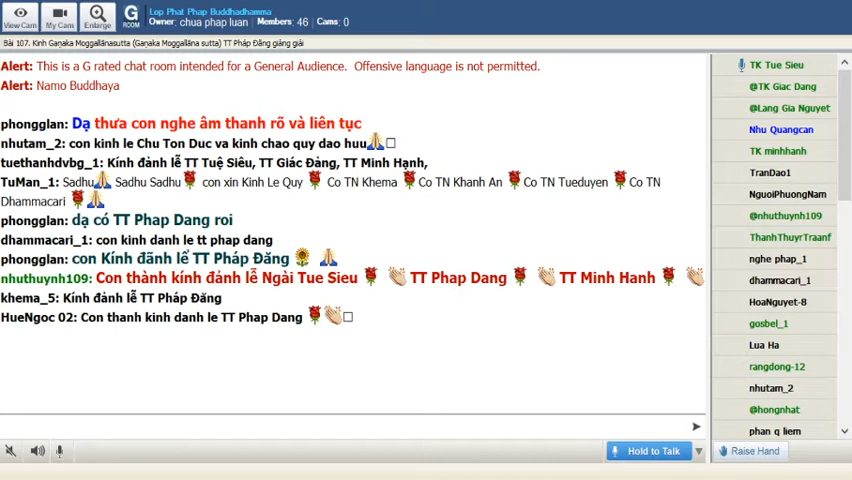 View Cam
My Cam
Enlarge
G
ROOM
Lop Phat Phap Buddhadhamma
Owner: chua phap luan Members: 46 Cams: 0
Bài 107. Kinh Gaṇaka Moggallānasutta (Gaṇaka Moggallāna sutta) TT Pháp Đăng giảng giải
Alert: This is a G rated chat room intended for a General Audience. Offensive language is not permitted.
Alert: Namo Buddhaya
phongglan: Dạ thưa con nghe âm thanh rõ và liên tục
nhutam_2: con kinh le Chu Ton Duc va kinh chao quy dao huu🙏□
tuethanhdvbg_1: Kính đảnh lễ TT Tuệ Siêu, TT Giác Đảng, TT Minh Hạnh,
TuMan_1: Sadhu🙏 Sadhu Sadhu🌹 con xin Kinh Le Quy 🌹 Co TN Khema 🌹Co TN Khanh An 🌹Co TN Tueduyen 🌹Co TN
Dhammacari 🌹🙏
phongglan: dạ có TT Phap Dang roi
dhammacari_1: con kinh danh le tt phap dang
phongglan: con Kính đãnh lể TT Pháp Đăng 🌻 🙏
nhuthuynh109: Con thành kính đảnh lễ Ngài Tue Sieu 🌹 👏 TT Phap Dang 🌹 👏 TT Minh Hanh 🌹 👏
khema_5: Kính đảnh lễ TT Pháp Đăng
HueNgoc 02: Con thanh kinh danh le TT Phap Dang 🌹👏□
Hold to Talk
TK Tue Sieu
@TK Giac Dang
@Lang Gia Nguyet
Nhu Quangcan
TK minhhanh
TranDao1
NguoiPhuongNam
@nhuthuynh109
ThanhThuyrTraanf
nghe phap_1
dhammacari_1
HoaNguyet-8
gosbel_1
Lua Ha
rangdong-12
nhutam_2
@hongnhat
phan q liem
Raise Hand